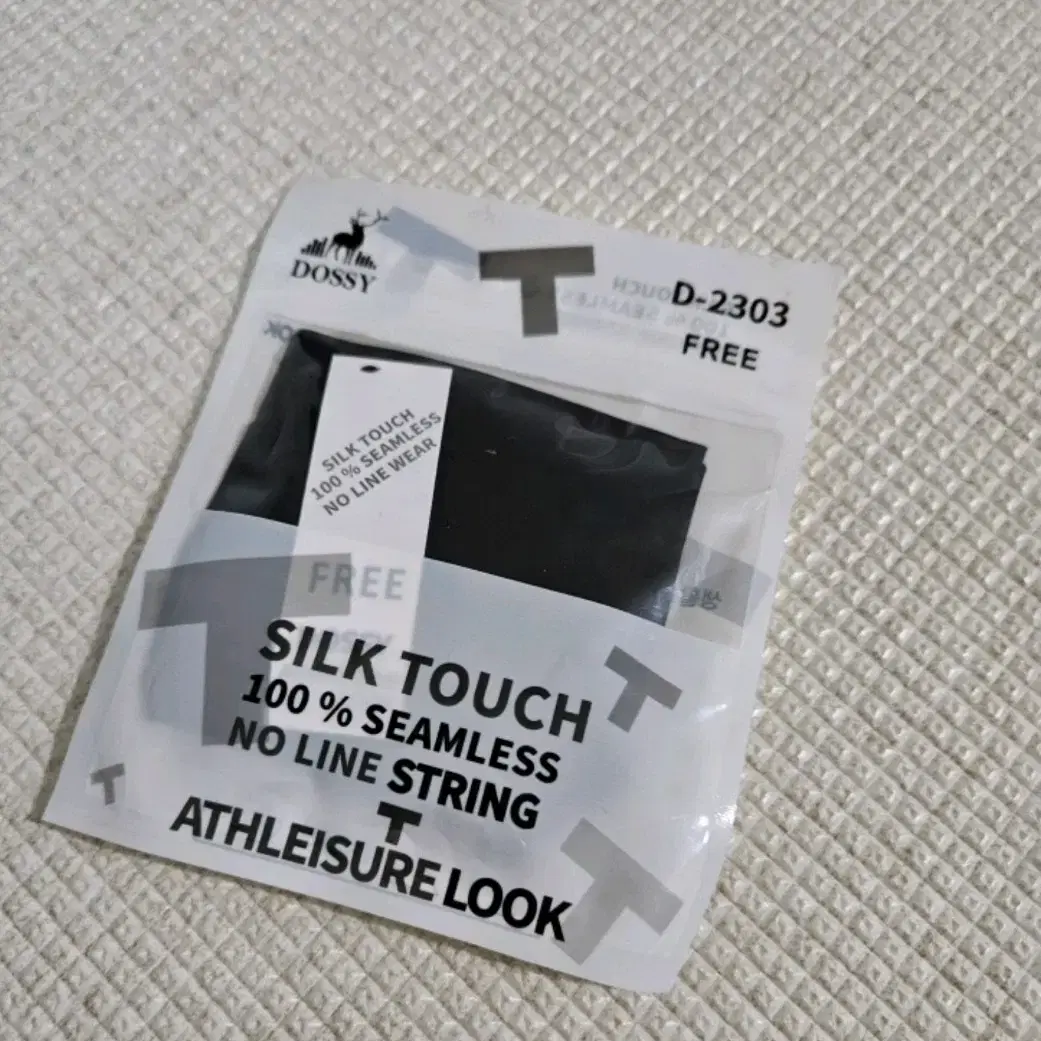 DOSSY
T
D-2303
FREE
SILK TOUCH
100 % SEAMLESS
NO LINE WEAR
FREE
T
SILK TOUCH
100 % SEAMLESS
NO LINE STRING
T
T
T
ATHLEISURE LOOK
T